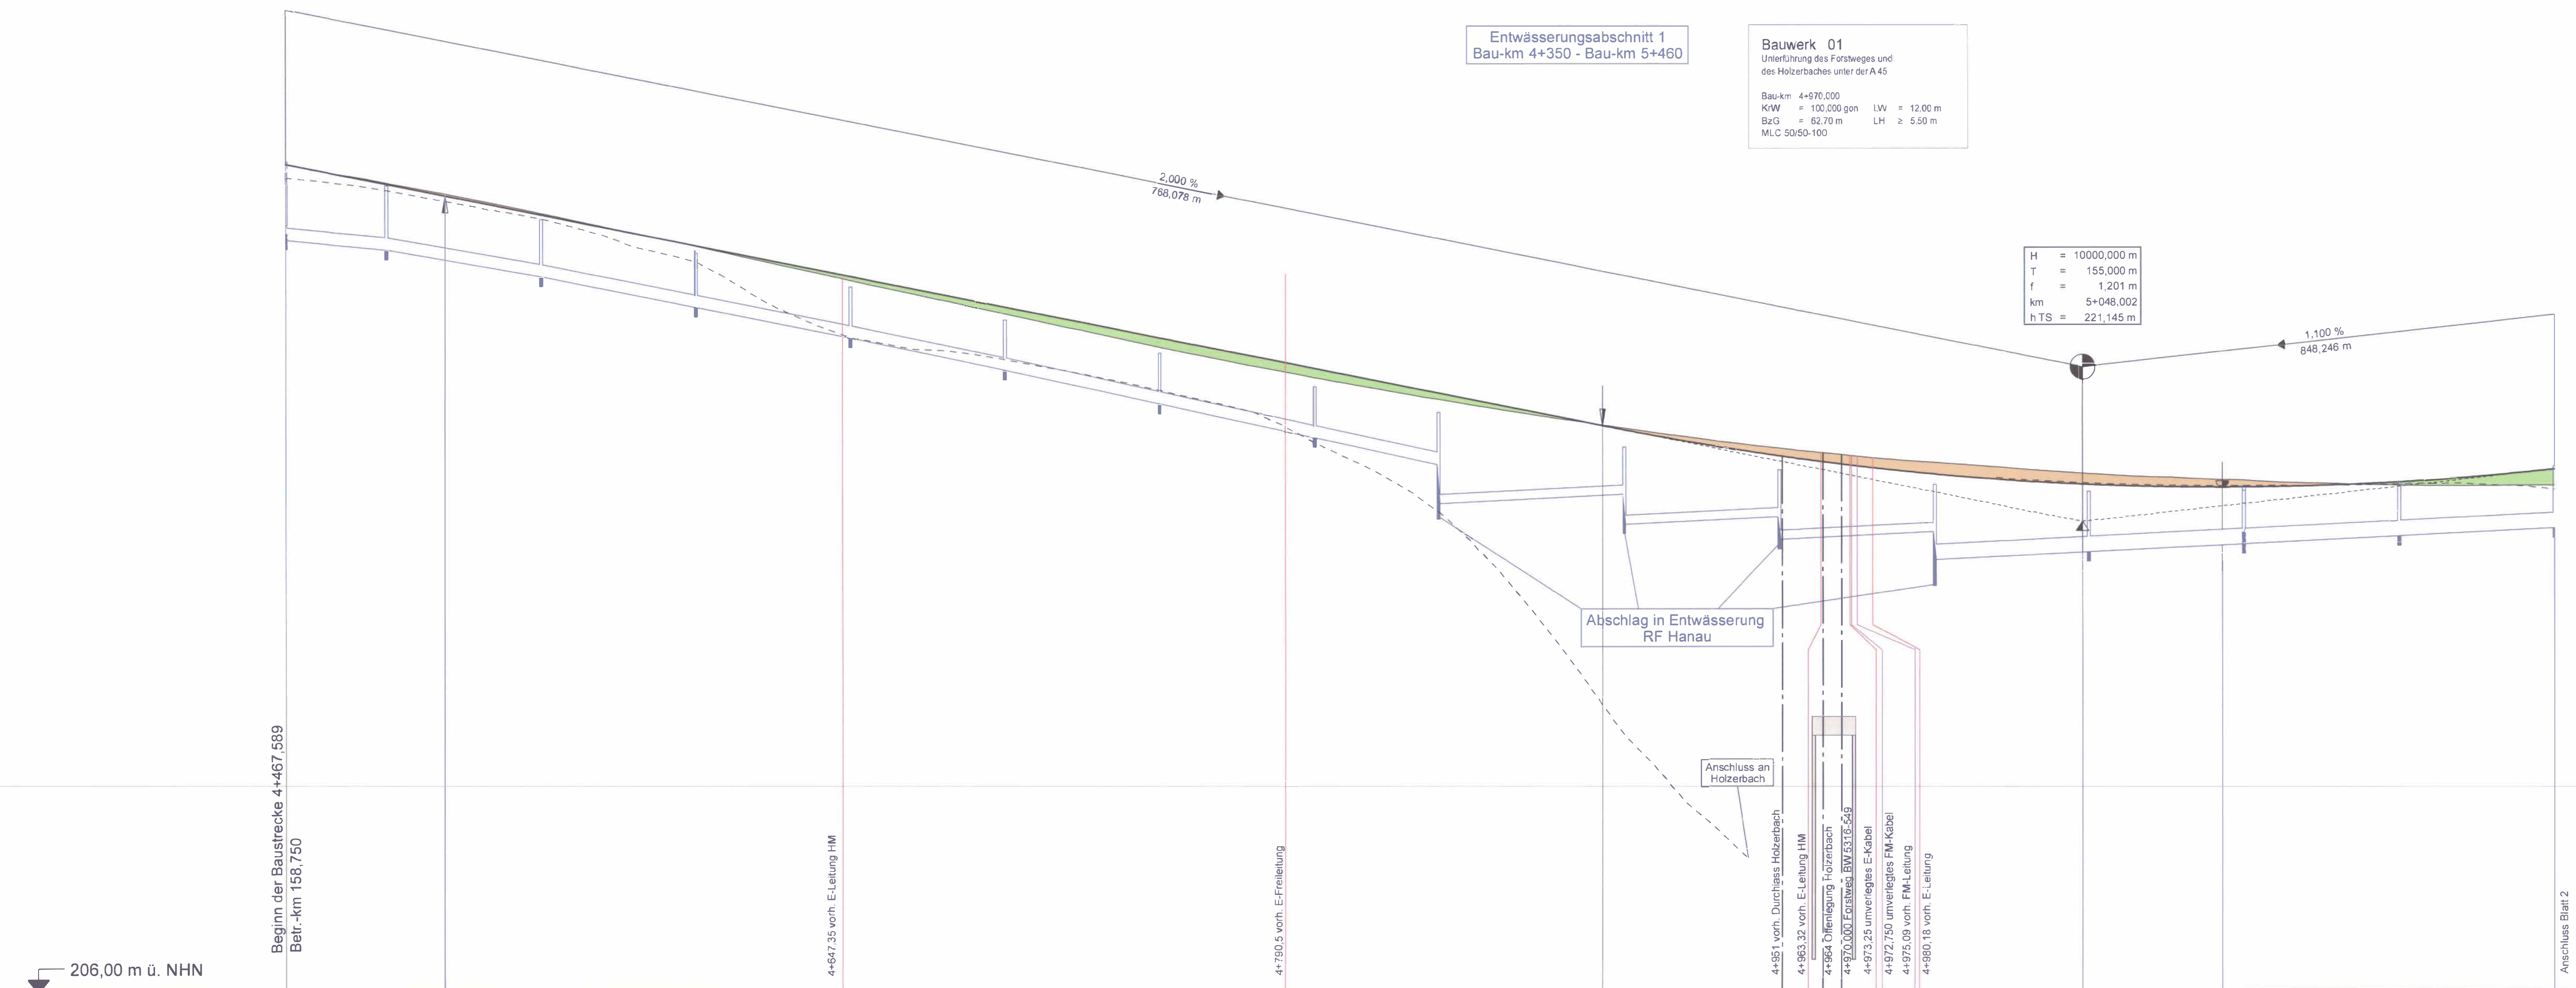 Entwässerungsabschnitt 1
Bau-km 4+350 - Bau-km 5+460
Bauwerk 01
Unterführung des Forstweges und
des Holzerbaches unter der A 45
Bau-km 4+970,000
KrW = 100,000 gon LW = 12,00 m
BzG = 62,70 m LH ≥ 5,50 m
MLC 50/50-100
2,000 %
768,078 m
H = 10000,000 m
T = 155,000 m
f = 1,201 m
km 5+048,002
h TS = 221,145 m
1,100 %
848,246 m
Abschlag in Entwässerung
RF Hanau
Anschluss an
Holzerbach
Beginn der Baustrecke 4+467,589
Betr.-km 158,750
4+647,35 vorh. E-Leitung HM
4+790,5 vorh. E-Freileitung
4+951 vorh. Durchlass Holzerbach
4+963,32 vorh. E-Leitung HM
4+964 Offenlegung Holzerbach
4+970,000 Forstweg BW 5316-549
4+973,25 umverlegtes E-Kabel
4+972,750 umverlegtes FM-Kabel
4+975,09 vorh. FM-Leitung
4+980,18 vorh. E-Leitung
Anschluss Blatt 2
206,00 m ü. NHN